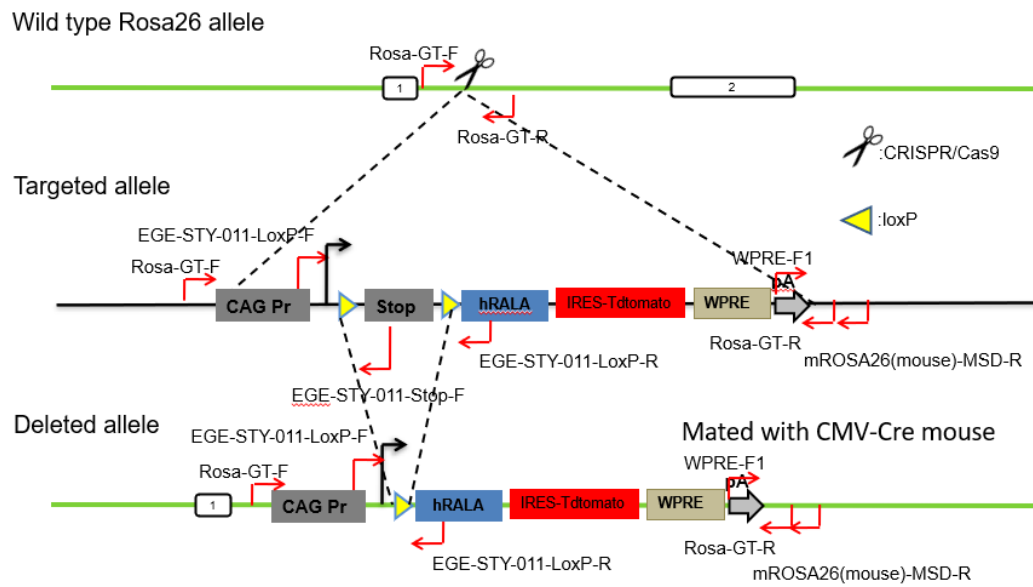 Wild type Rosa26 allele
Rosa-GT-F
1
2
Rosa-GT-R
:CRISPR/Cas9
Targeted allele
:loxP
EGE-STY-011-LoxP-F
Rosa-GT-F
WPRE-F1
pA
CAG Pr
Stop
hRALA
IRES-Tdtomato
WPRE
Rosa-GT-R
mROSA26(mouse)-MSD-R
EGE-STY-011-LoxP-R
EGE-STY-011-Stop-F
Deleted allele
EGE-STY-011-LoxP-F
Mated with CMV-Cre mouse
Rosa-GT-F
WPRE-F1
pA
1
CAG Pr
hRALA
IRES-Tdtomato
WPRE
Rosa-GT-R
EGE-STY-011-LoxP-R
mROSA26(mouse)-MSD-R